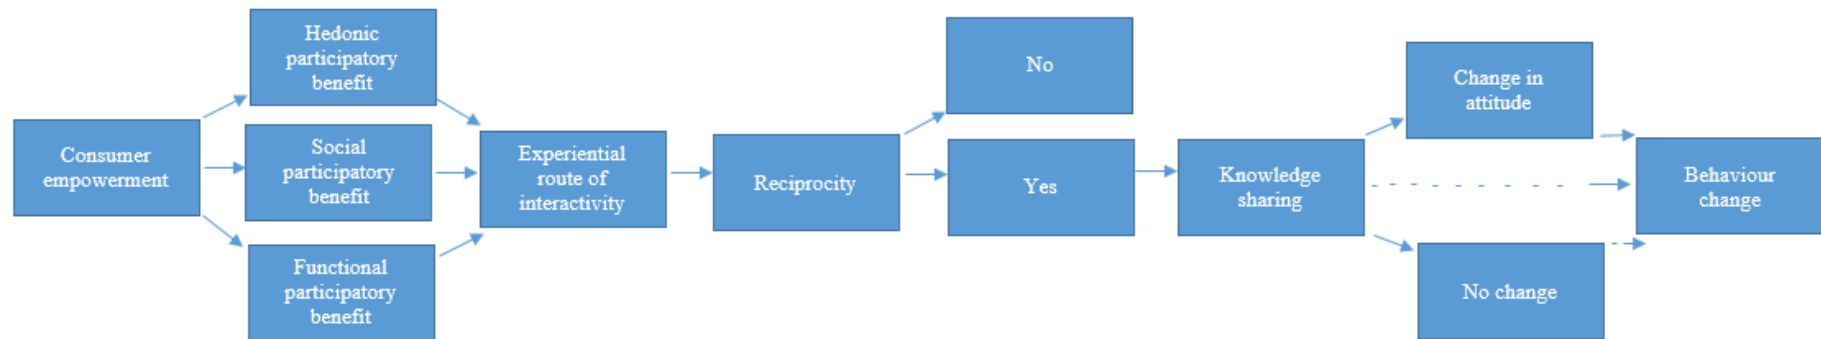 Consumer
empowerment
Hedonic
participatory
benefit
Social
participatory
benefit
Functional
participatory
benefit
Experiential
route of
interactivity
Reciprocity
No
Yes
Knowledge
sharing
Change in
attitude
No change
Behaviour
change